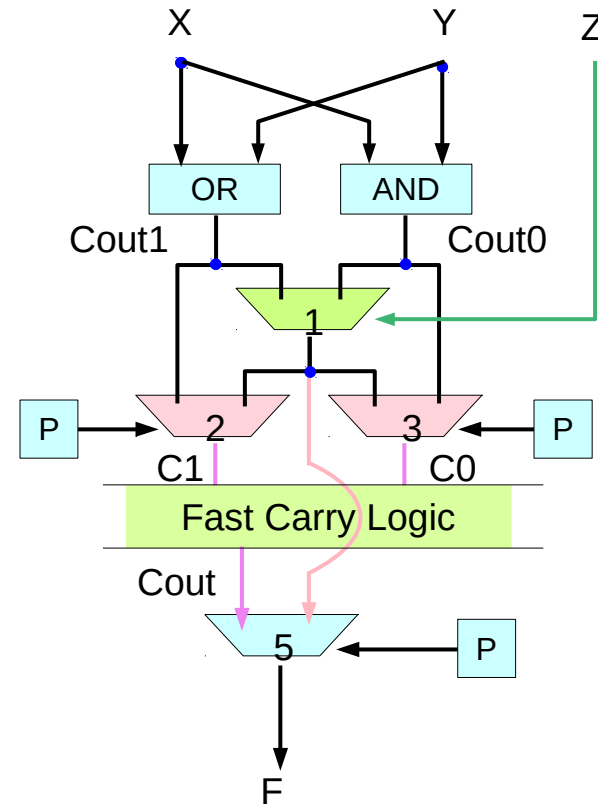 X Y Z
OR AND
Cout1 Cout0
1
P 2 3 P
C1 C0
Fast Carry Logic
Cout
5 P
F